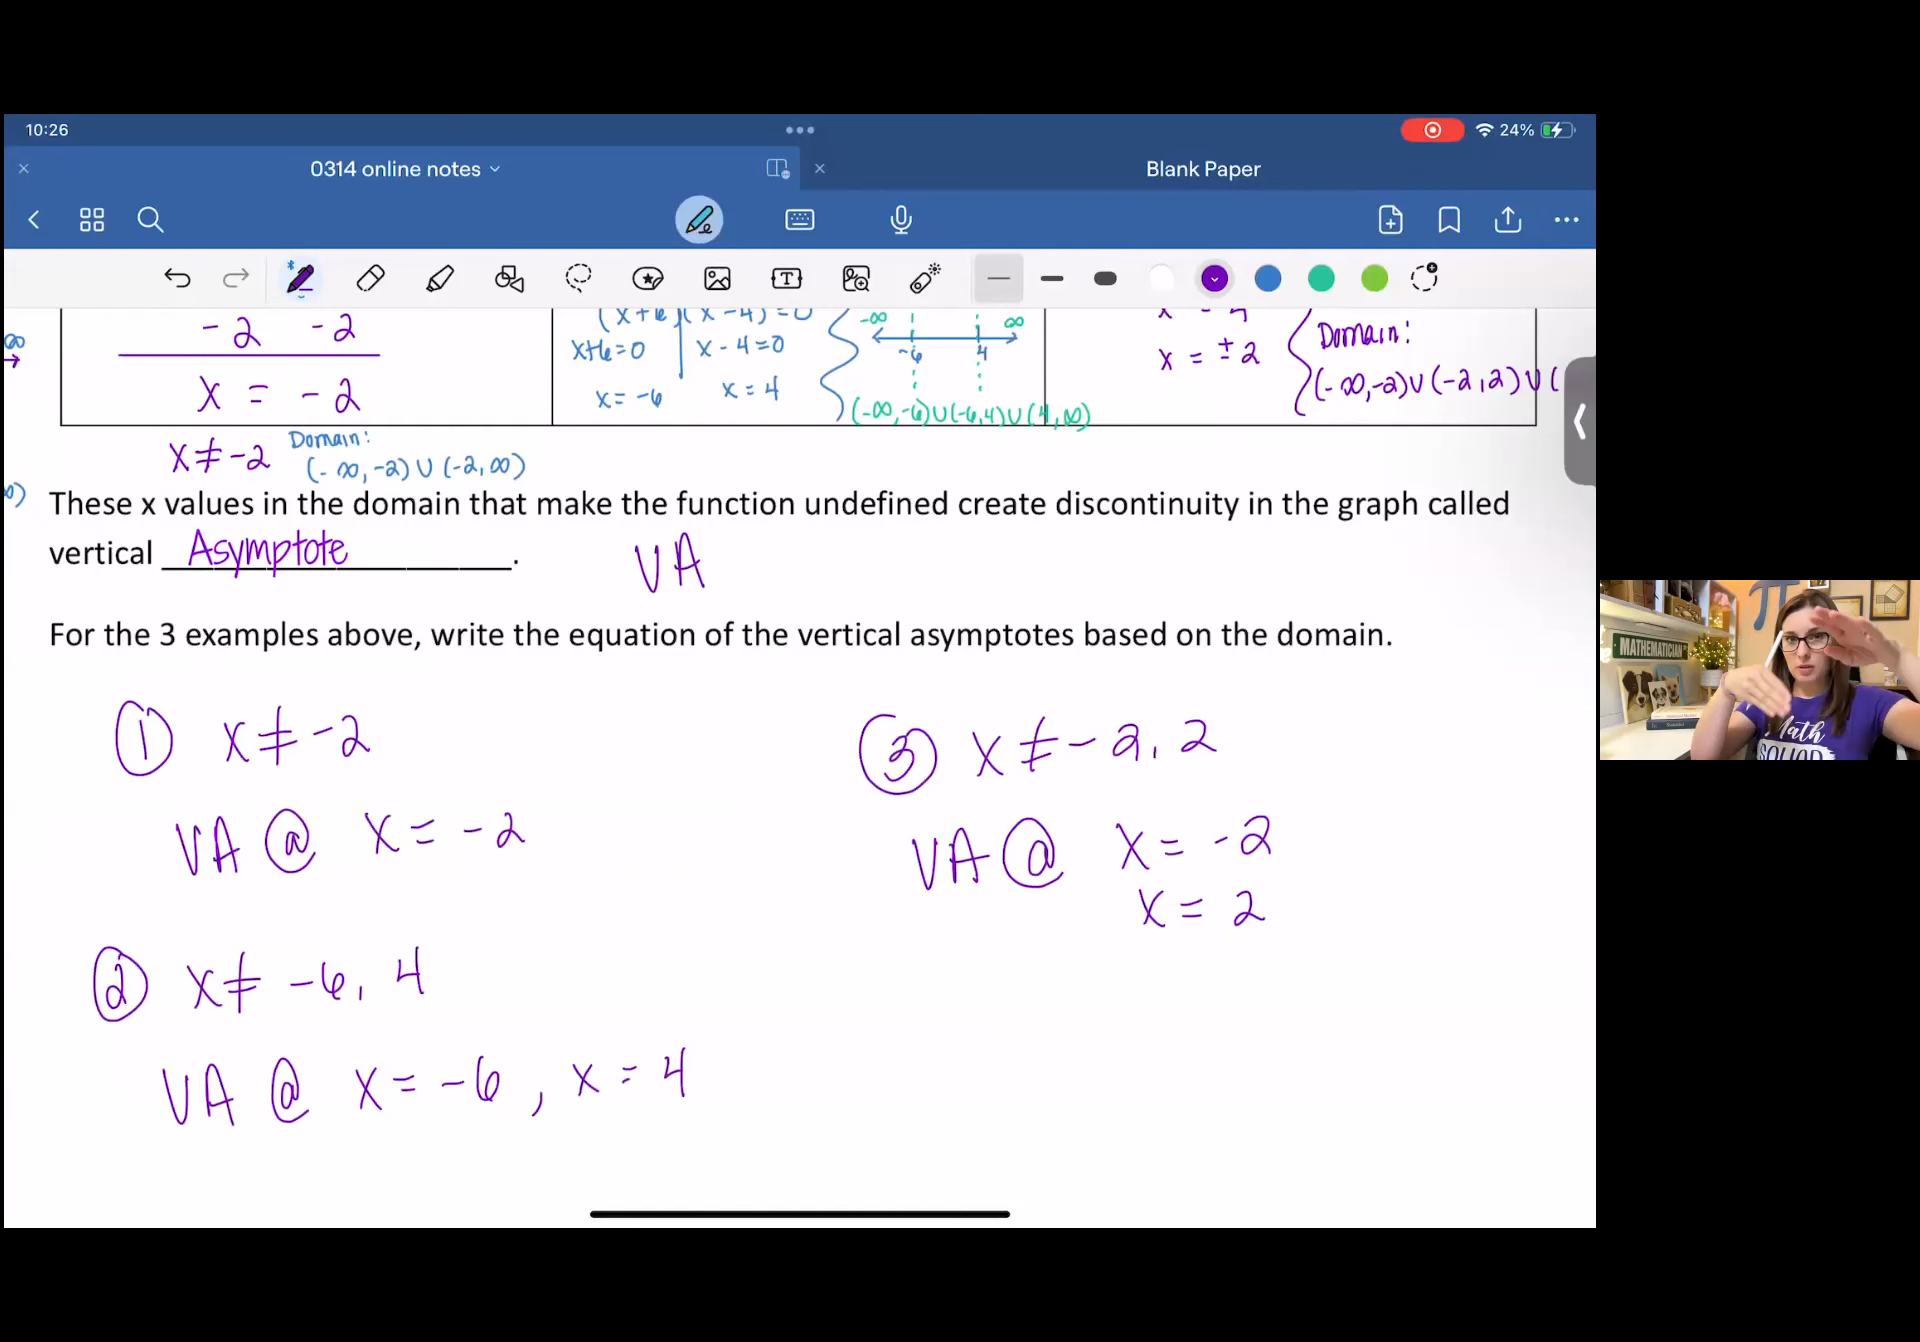 10:26
24%
0314 online notes
Blank Paper
- 2 - 2
x = - 2
x+6=0
x - 4=0
x = -6
x = 4
-∞ ∞
-6 4
(-∞,-6)∪(-6,4)∪(4,∞)
x = ±2
Domain:
(-∞,-2)∪(-2,2)∪(
x≠-2
Domain:
(-∞,-2)∪(-2,∞)
These x values in the domain that make the function undefined create discontinuity in the graph called
vertical Asymptote.
VA
For the 3 examples above, write the equation of the vertical asymptotes based on the domain.
① x≠-2
VA @ x = -2
② x≠ -6, 4
VA @ x = -6 , x = 4
③ x ≠ -2, 2
VA @ x = -2
x = 2
MATHEMATICIAN
Math
SQUAD